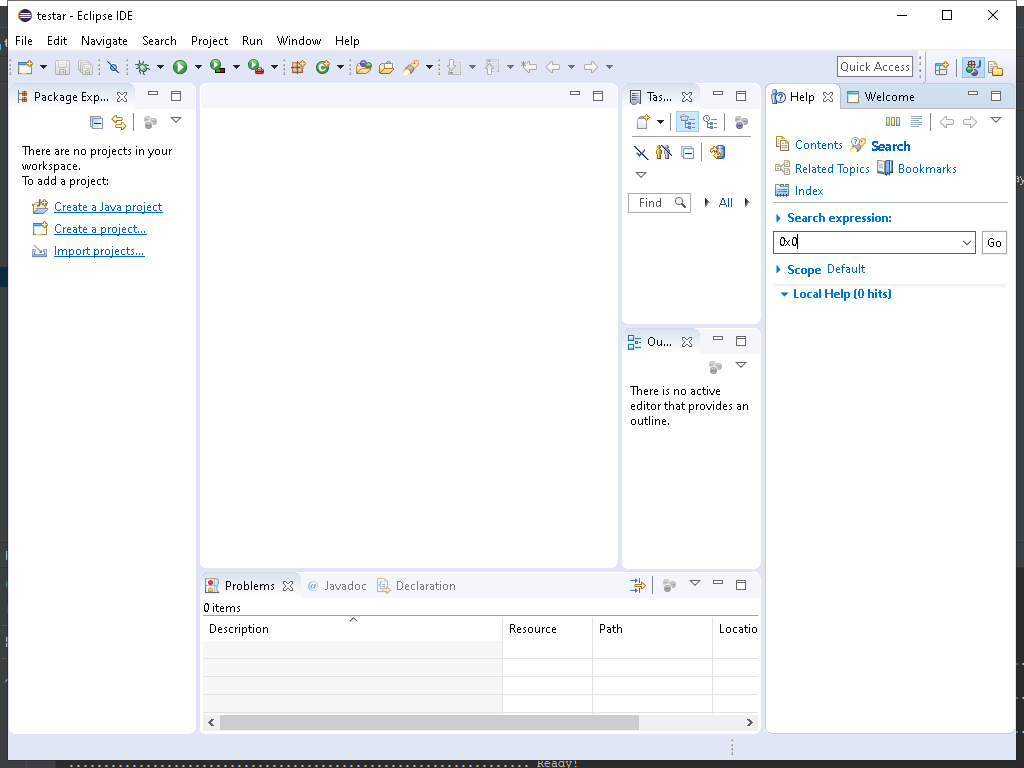 testar - Eclipse IDE
File Edit Navigate Search Project Run Window Help
Quick Access
Package Exp...
There are no projects in your
workspace.
To add a project:
Create a Java project
Create a project...
Import projects...
Tas...
Find
All
Ou...
There is no active
editor that provides an
outline.
Help
Welcome
Contents
Search
Related Topics
Bookmarks
Index
Search expression:
0x0
Go
Scope Default
Local Help (0 hits)
Problems
@ Javadoc
Declaration
0 items
Description Resource Path Locatio
Ready!